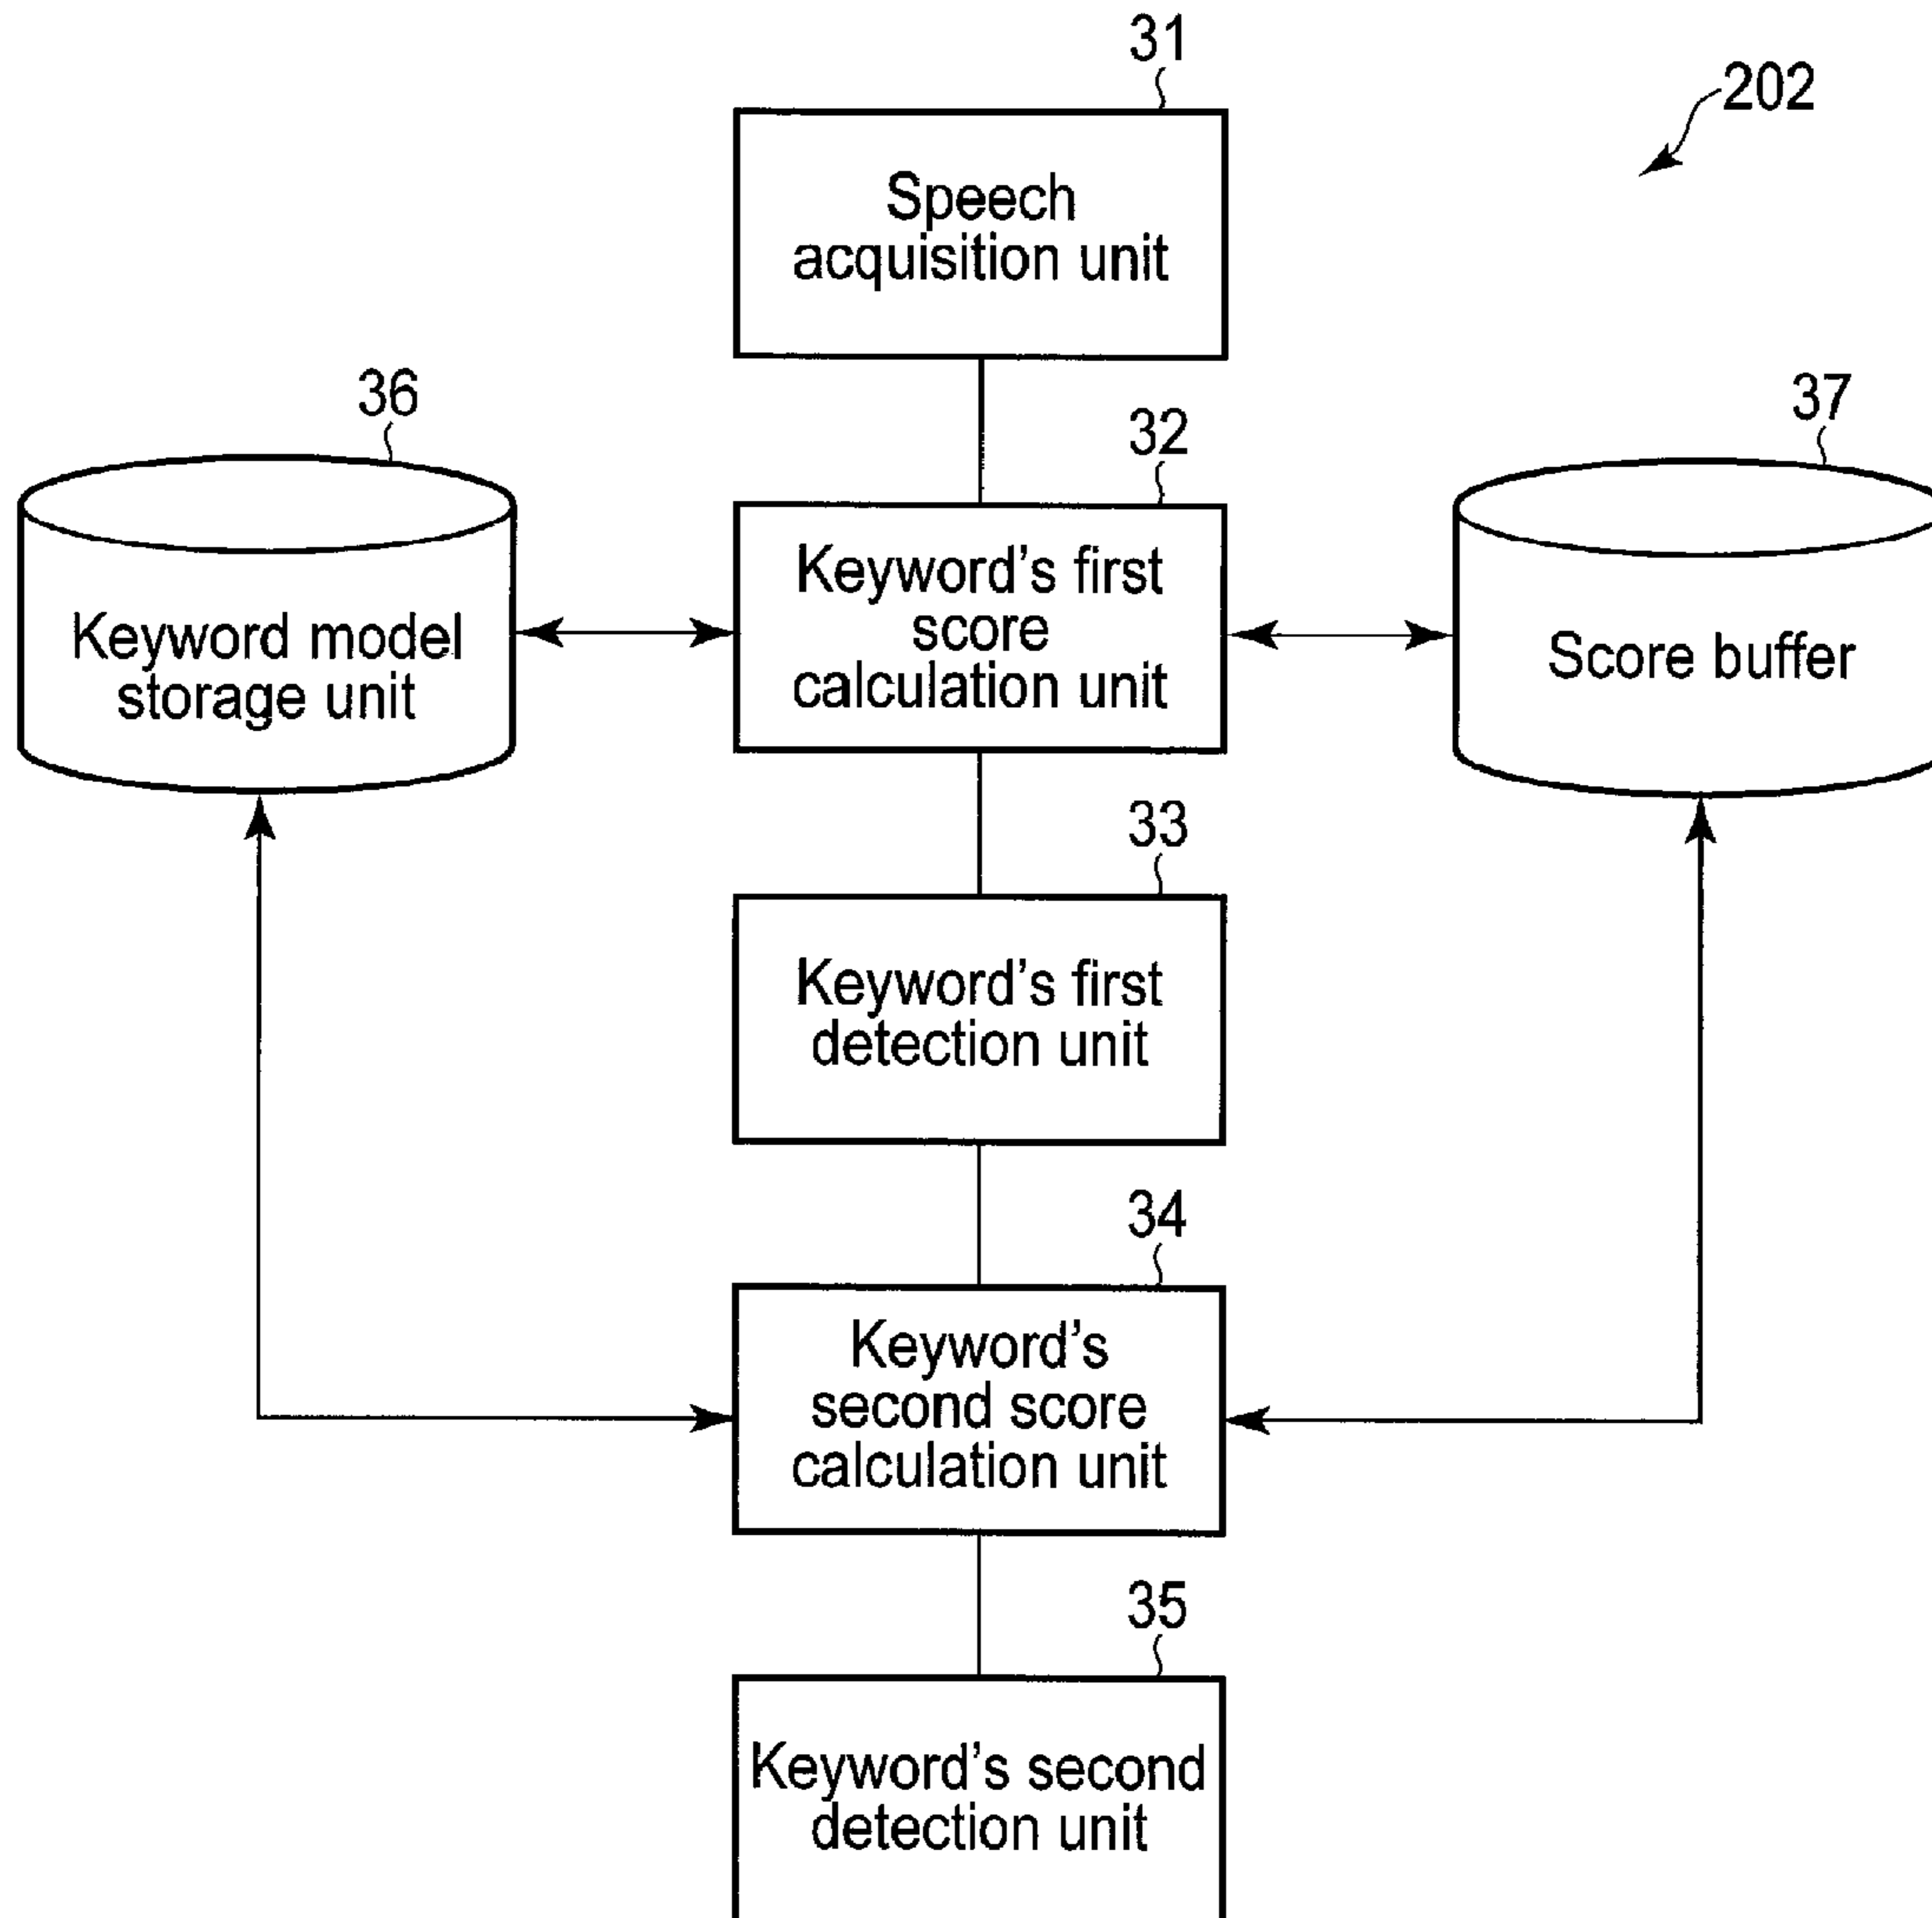 31
202
Speech
acquisition unit
36
32
37
Keyword model
storage unit
Keyword's first
score
calculation unit
Score buffer
33
Keyword's first
detection unit
34
Keyword's
second score
calculation unit
35
Keyword's second
detection unit